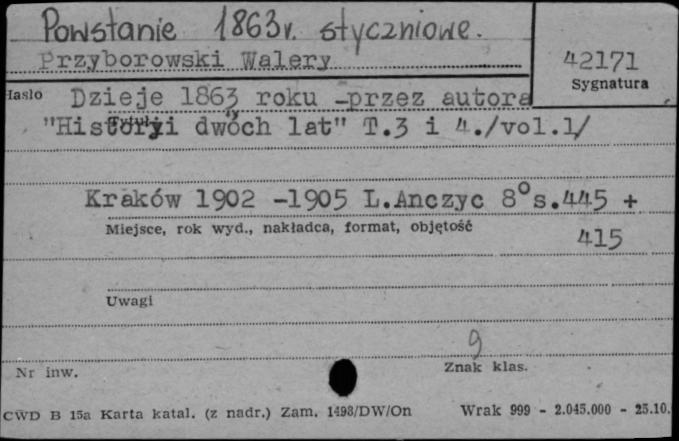 Powstanie 1863r. styczniowe.
Przyborowski Walery
42171
Sygnatura
Hasło Dzieje 1863 roku -przez autora
"Historyi dwóch lat" T.3 i 4./vol.1/
Kraków 1902 -1905 L.Anczyc 8°s.445 +
Miejsce, rok wyd., nakładca, format, objętość
415
Uwagi
9
Nr inw.
Znak klas.
CWD B 15a Karta katal. (z nadr.) Zam. 1498/DW/On Wrak 999 - 2.045.000 - 25.10.